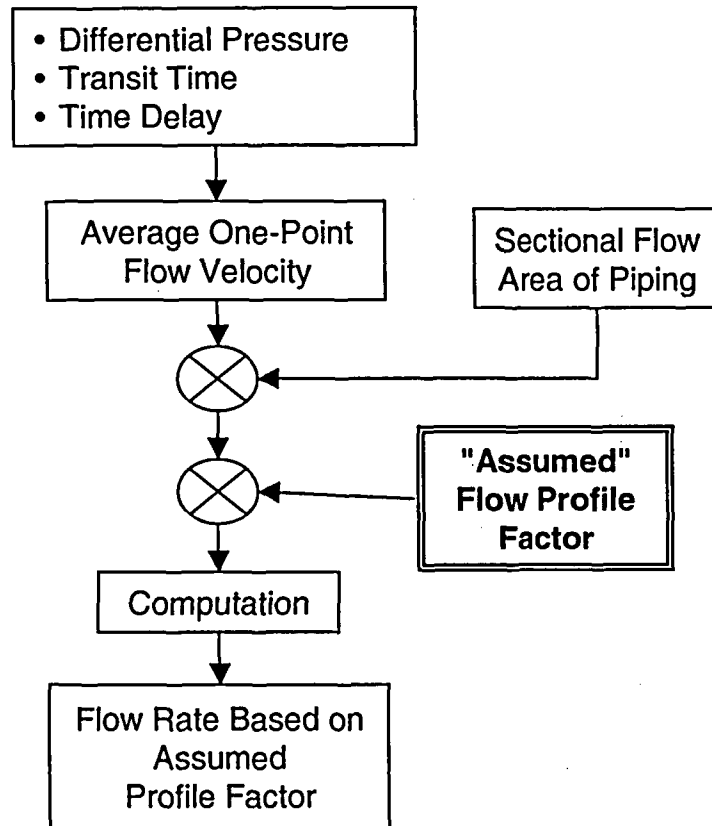 • Differential Pressure
• Transit Time
• Time Delay
Average One-Point
Flow Velocity
Sectional Flow
Area of Piping
"Assumed"
Flow Profile
Factor
Computation
Flow Rate Based on
Assumed
Profile Factor